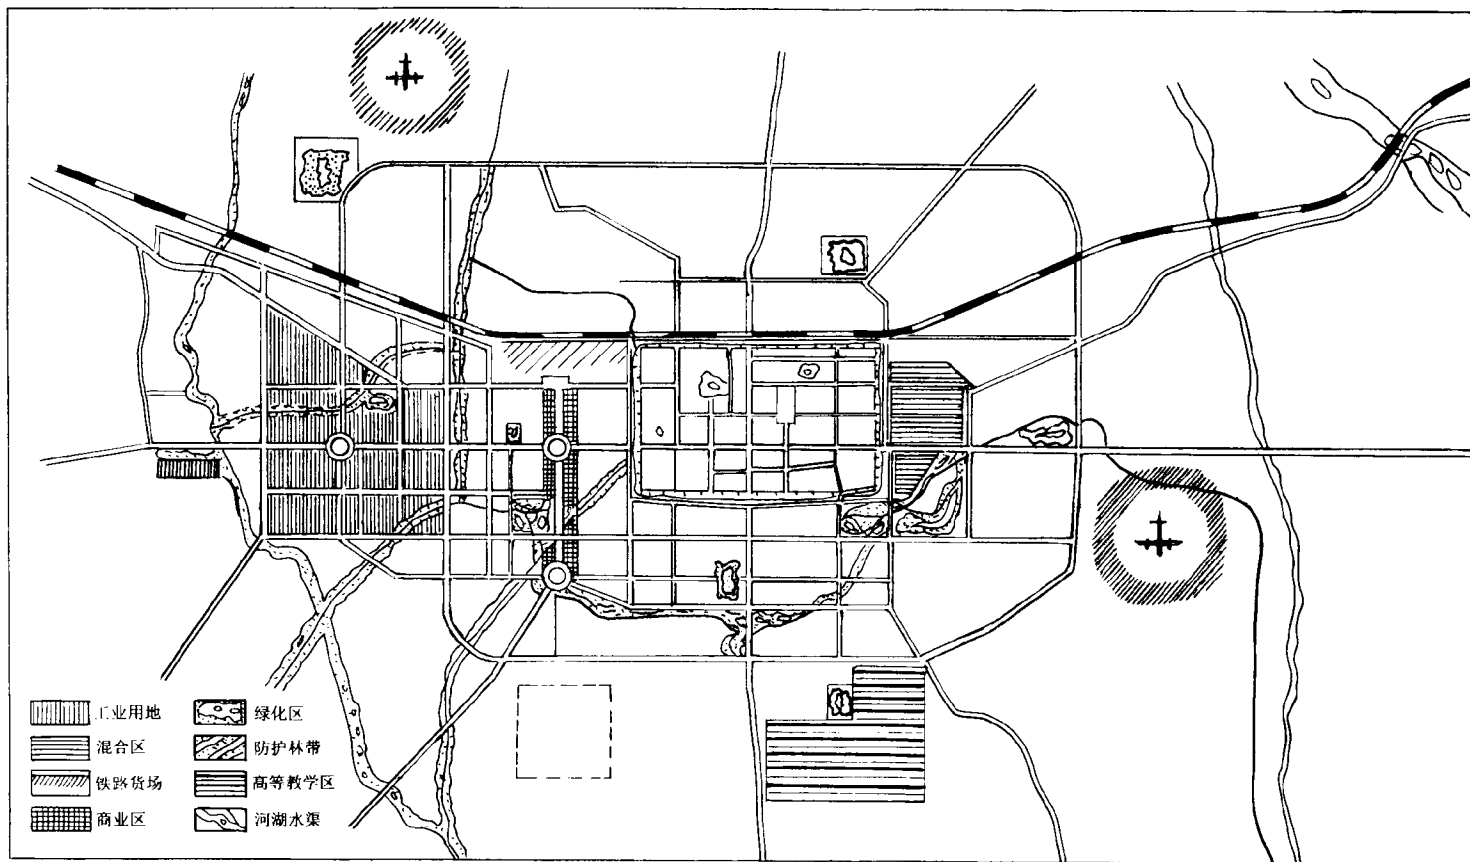 工业用地
绿化区
混合区
防护林带
铁路货场
高等教学区
商业区
河湖水渠